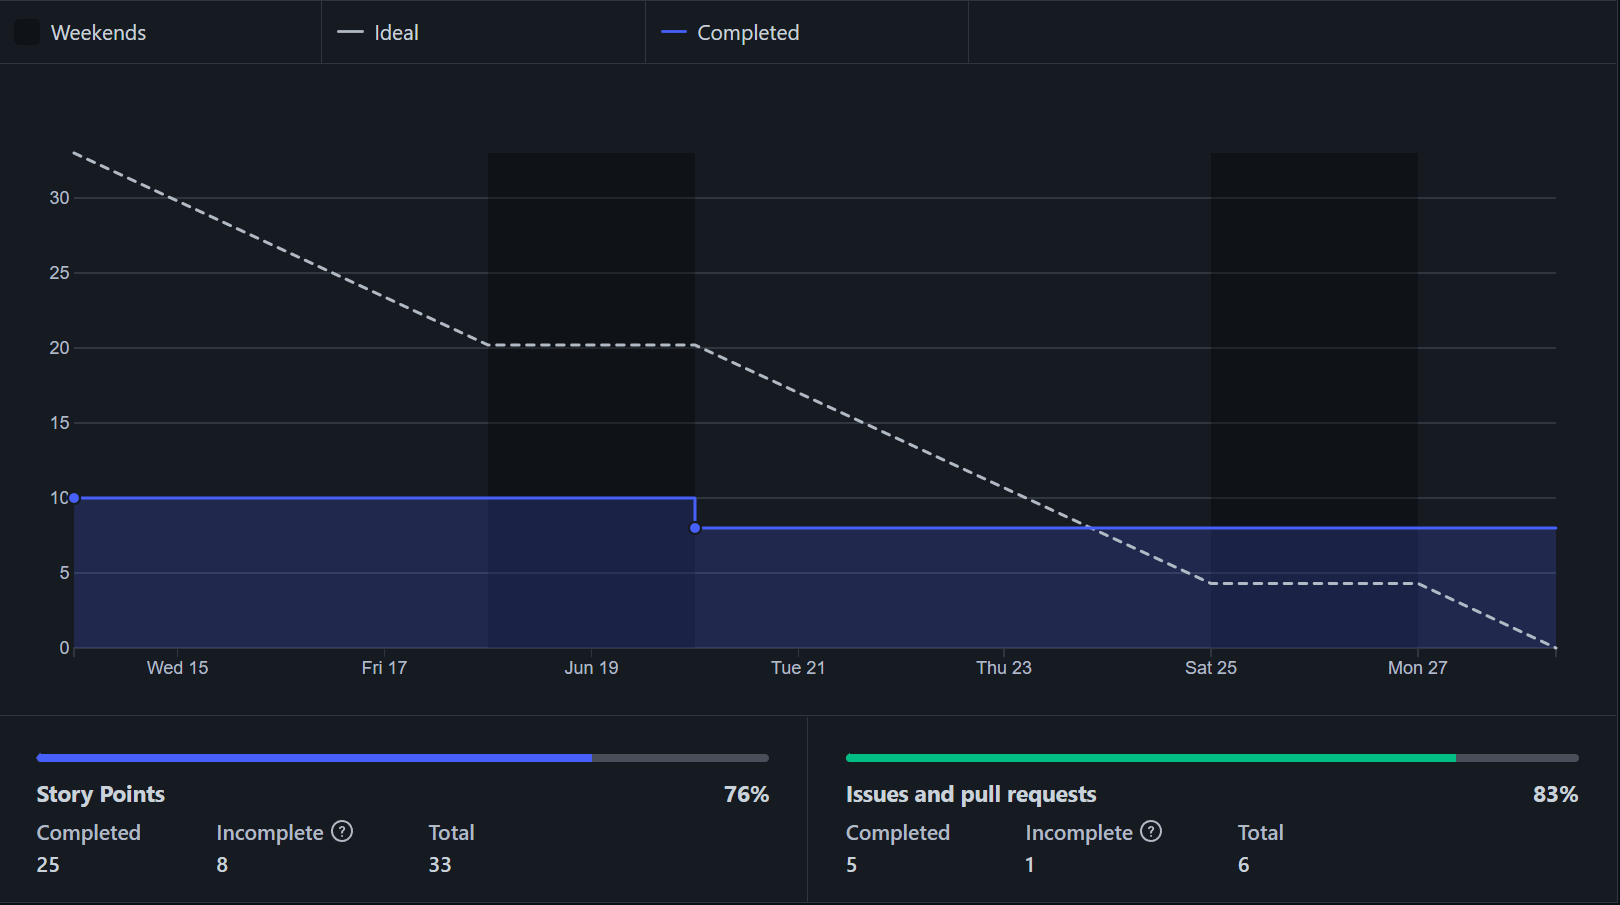 Weekends
Ideal
Completed
30
25
20
15
10
5
0
Wed 15
Fri 17
Jun 19
Tue 21
Thu 23
Sat 25
Mon 27
Story Points 76%
Completed Incomplete ? Total
25 8 33
Issues and pull requests 83%
Completed Incomplete ? Total
5 1 6